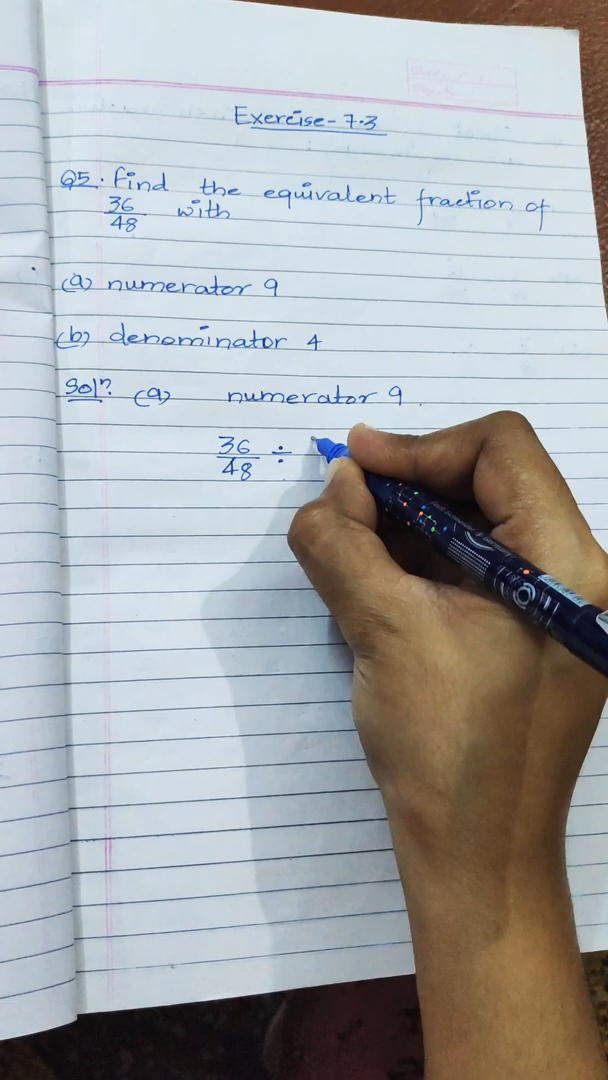 Exercise-7.3
Q5. find the equivalent fraction of
36/48 with
(a) numerator 9
(b) denominator 4
Solⁿ. (a) numerator 9.
36/48 ÷